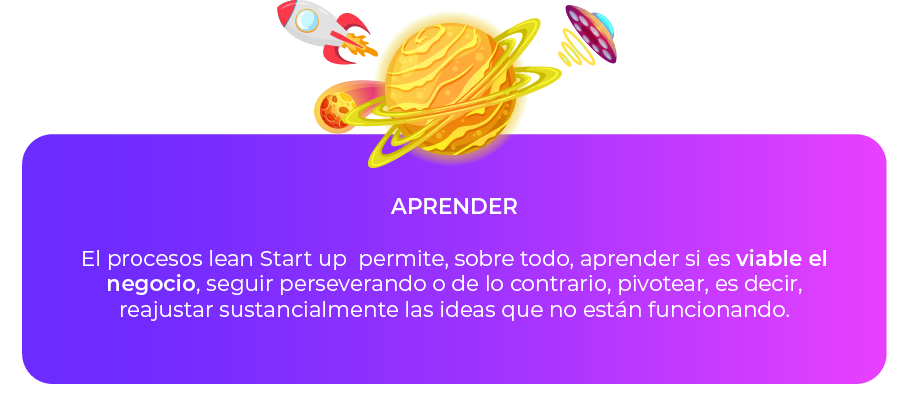 APRENDER
El procesos lean Start up  permite, sobre todo, aprender si es viable el
negocio, seguir perseverando o de lo contrario, pivotear, es decir,
reajustar sustancialmente las ideas que no están funcionando.